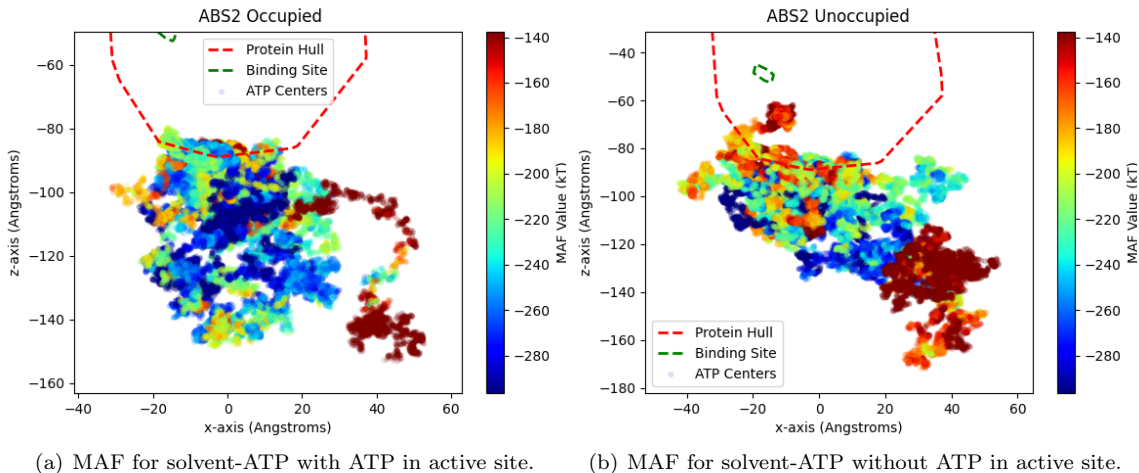 ABS2 Occupied
Protein Hull
Binding Site
ATP Centers
−60
−80
−100
−120
−140
−160
z-axis (Angstroms)
−40
−20
0
20
40
60
x-axis (Angstroms)
−140
−160
−180
−200
−220
−240
−260
−280
MAF Value (kT)
(a) MAF for solvent-ATP with ATP in active site.
ABS2 Unoccupied
−40
−60
−80
−100
−120
−140
−160
−180
z-axis (Angstroms)
Protein Hull
Binding Site
ATP Centers
−40
−20
0
20
40
60
x-axis (Angstroms)
−140
−160
−180
−200
−220
−240
−260
−280
MAF Value (kT)
(b) MAF for solvent-ATP without ATP in active site.